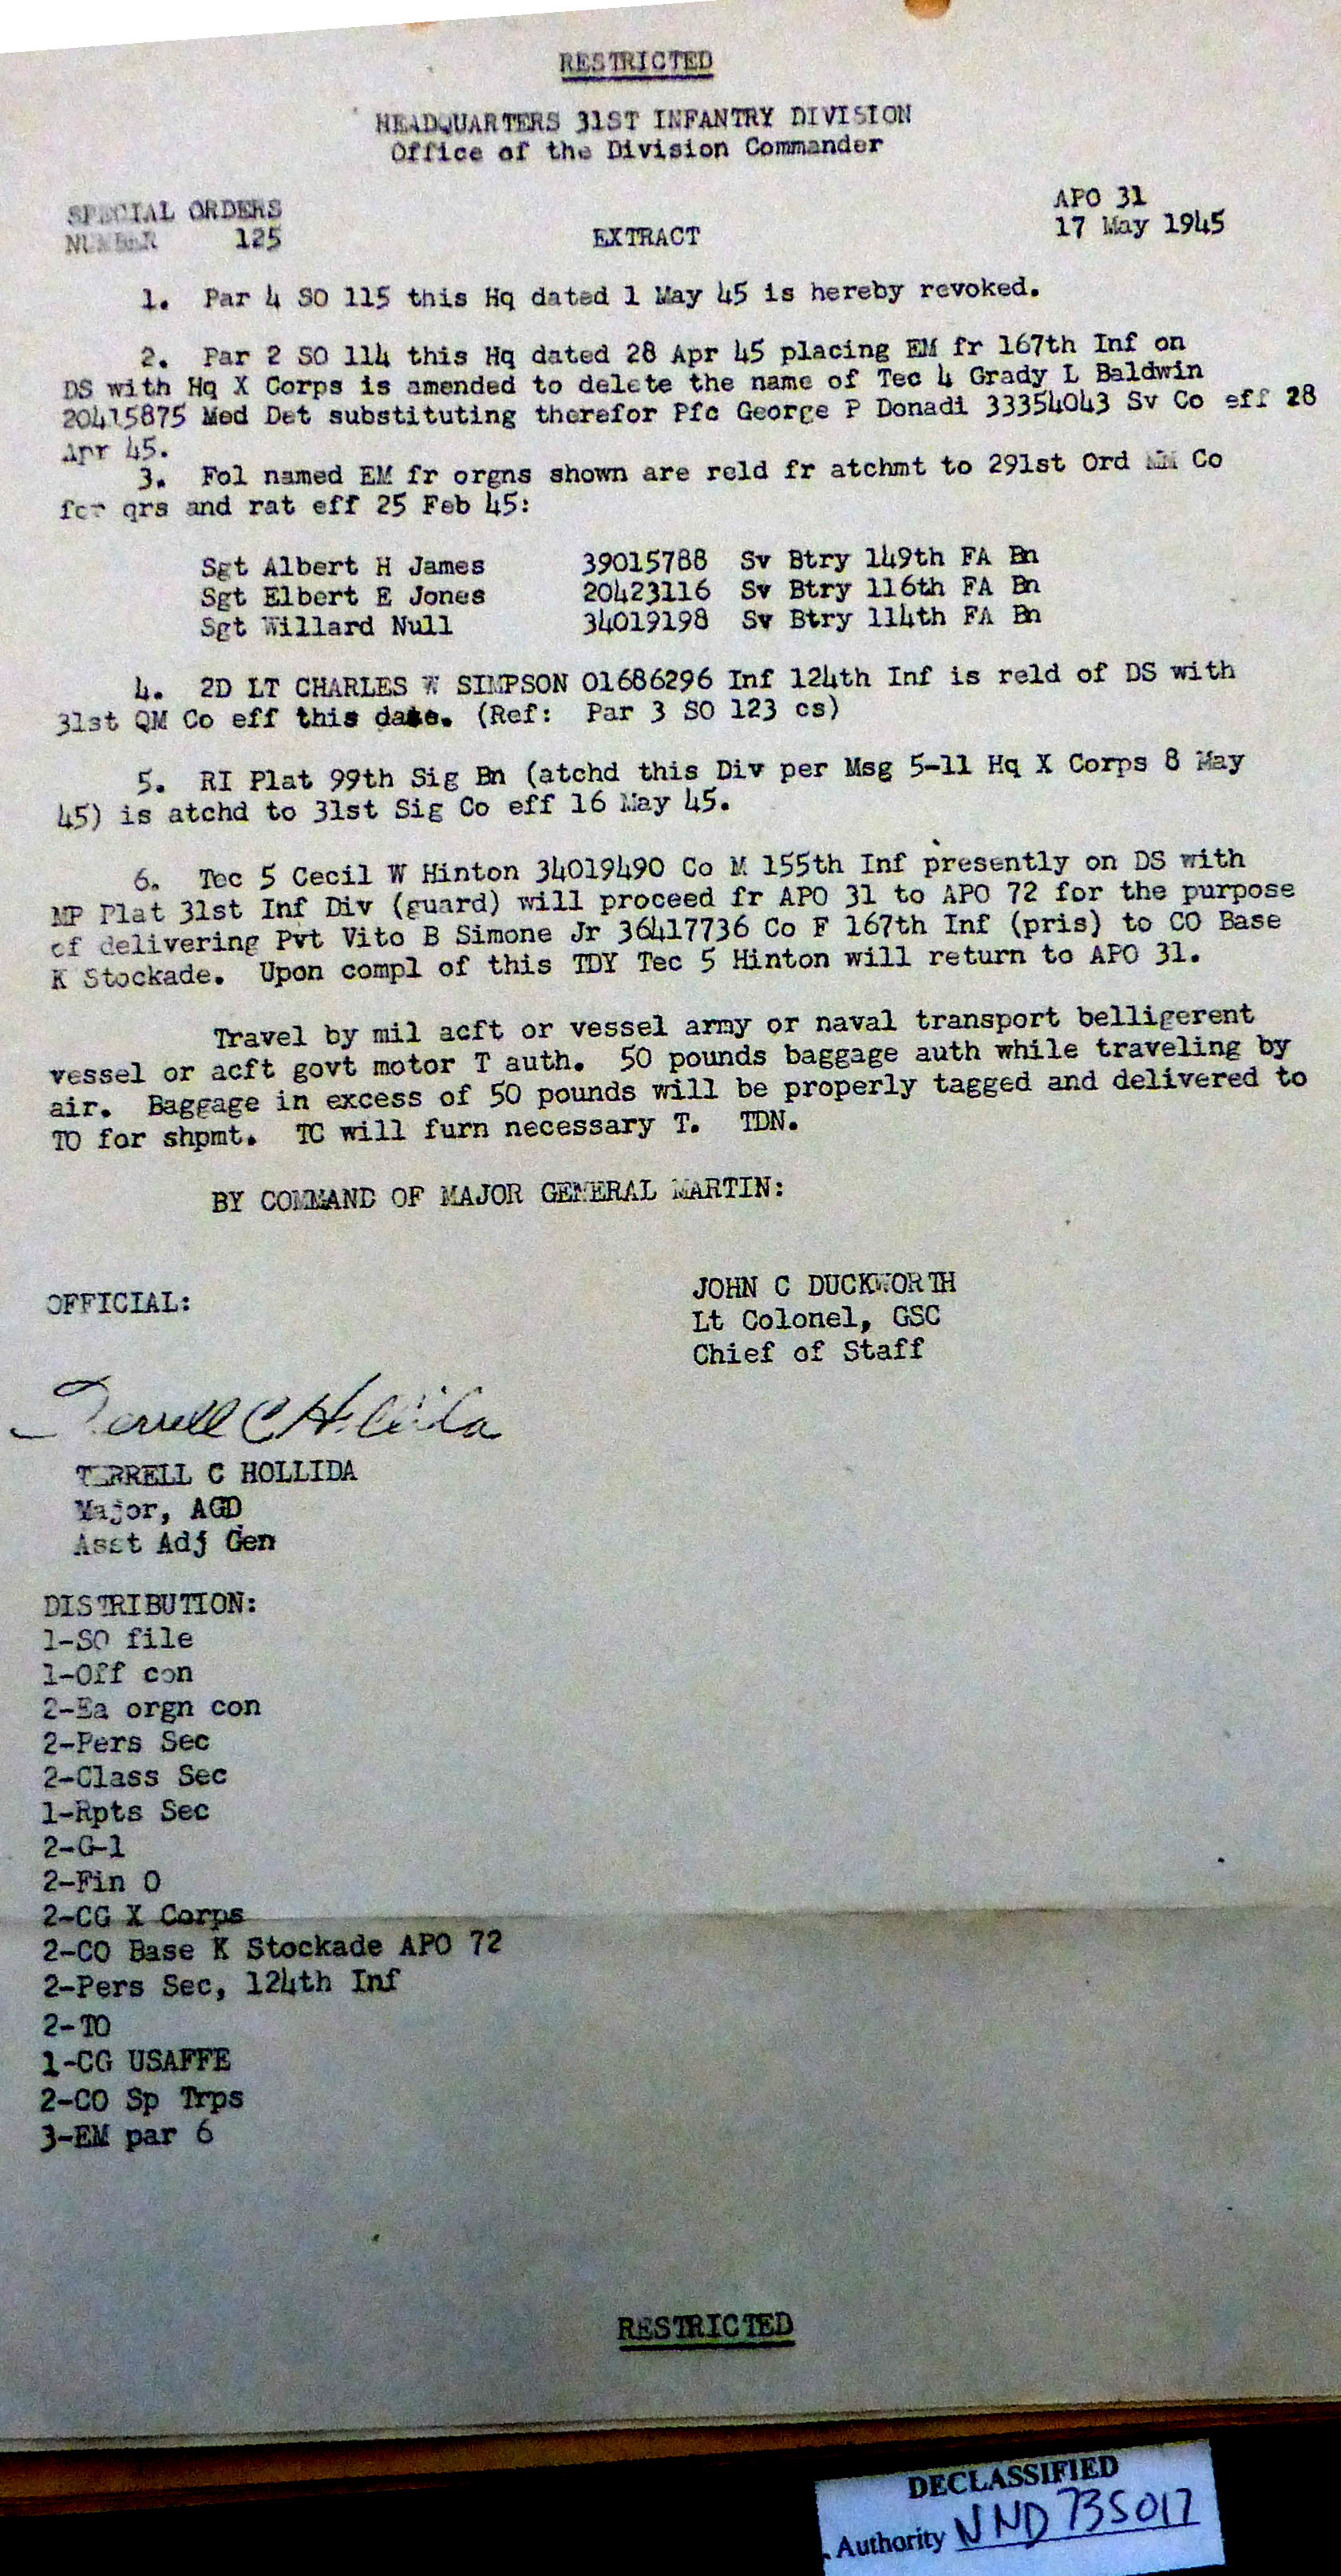 RESTRICTED
HEADQUARTERS 31ST INFANTRY DIVISION
Office of the Division Commander
SPECIAL ORDERS
NUMBER 125
EXTRACT
APO 31
17 May 1945
1. Par 4 SO 115 this Hq dated 1 May 45 is hereby revoked.
2. Par 2 SO 114 this Hq dated 28 Apr 45 placing EM fr 167th Inf on
DS with Hq X Corps is amended to delete the name of Tec 4 Grady L Baldwin
20415875 Med Det substituting therefor Pfc George P Donadi 33354043 Sv Co eff 28
Apr 45.
3. Fol named EM fr orgns shown are reld fr atchmt to 291st Ord MM Co
for qrs and rat eff 25 Feb 45:
Sgt Albert H James 39015788 Sv Btry 149th FA Bn
Sgt Elbert E Jones 20423116 Sv Btry 116th FA Bn
Sgt Willard Null 34019198 Sv Btry 114th FA Bn
4. 2D LT CHARLES W SIMPSON 01686296 Inf 124th Inf is reld of DS with
31st QM Co eff this date. (Ref: Par 3 SO 123 cs)
5. RI Plat 99th Sig Bn (atchd this Div per Msg 5-11 Hq X Corps 8 May
45) is atchd to 31st Sig Co eff 16 May 45.
6. Tec 5 Cecil W Hinton 34019490 Co M 155th Inf presently on DS with
MP Plat 31st Inf Div (guard) will proceed fr APO 31 to APO 72 for the purpose
of delivering Pvt Vito B Simone Jr 36417736 Co F 167th Inf (pris) to CO Base
K Stockade. Upon compl of this TDY Tec 5 Hinton will return to APO 31.
Travel by mil acft or vessel army or naval transport belligerent
vessel or acft govt motor T auth. 50 pounds baggage auth while traveling by
air. Baggage in excess of 50 pounds will be properly tagged and delivered to
TO for shpmt. TC will furn necessary T. TDN.
BY COMMAND OF MAJOR GENERAL MARTIN:
OFFICIAL:
JOHN C DUCKWORTH
Lt Colonel, GSC
Chief of Staff
Terrell C Hollida
TERRELL C HOLLIDA
Major, AGD
Asst Adj Gen
DISTRIBUTION:
1-SO file
1-Off con
2-Ea orgn con
2-Pers Sec
2-Class Sec
1-Rpts Sec
2-G-1
2-Fin O
2-CG X Corps
2-CO Base K Stockade APO 72
2-Pers Sec, 124th Inf
2-TO
1-CG USAFFE
2-CO Sp Trps
3-EM par 6
RESTRICTED
DECLASSIFIED
Authority NND 735017